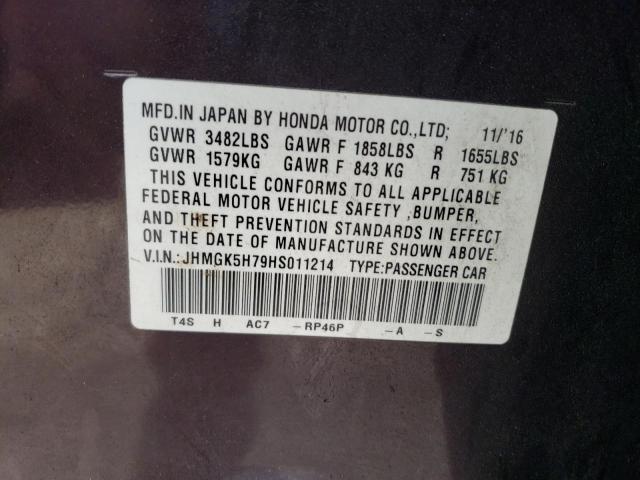 MFD.IN JAPAN BY HONDA MOTOR CO.,LTD; 11/'16
GVWR 3482LBS GAWR F 1858LBS R 1655LBS
GVWR 1579KG GAWR F 843 KG R 751 KG
THIS VEHICLE CONFORMS TO ALL APPLICABLE
FEDERAL MOTOR VEHICLE SAFETY ,BUMPER,
AND THEFT PREVENTION STANDARDS IN EFFECT
ON THE DATE OF MANUFACTURE SHOWN ABOVE.
V.I.N.:JHMGK5H79HS011214 TYPE:PASSENGER CAR
T4S H AC7 -RP46P -A -S